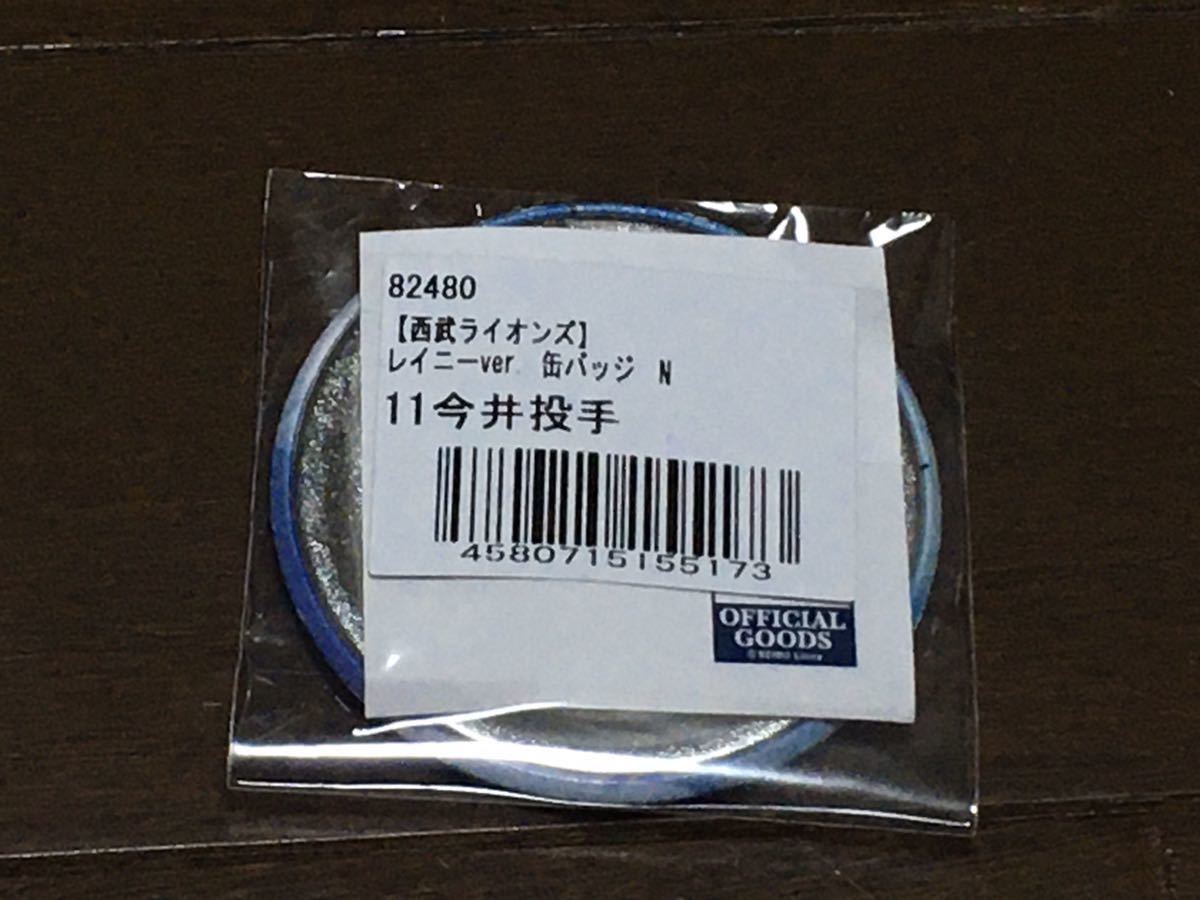 82480
【西武ライオンズ】
レイニーver. 缶バッジ N
11今井投手
4580715155173
OFFICIAL
GOODS